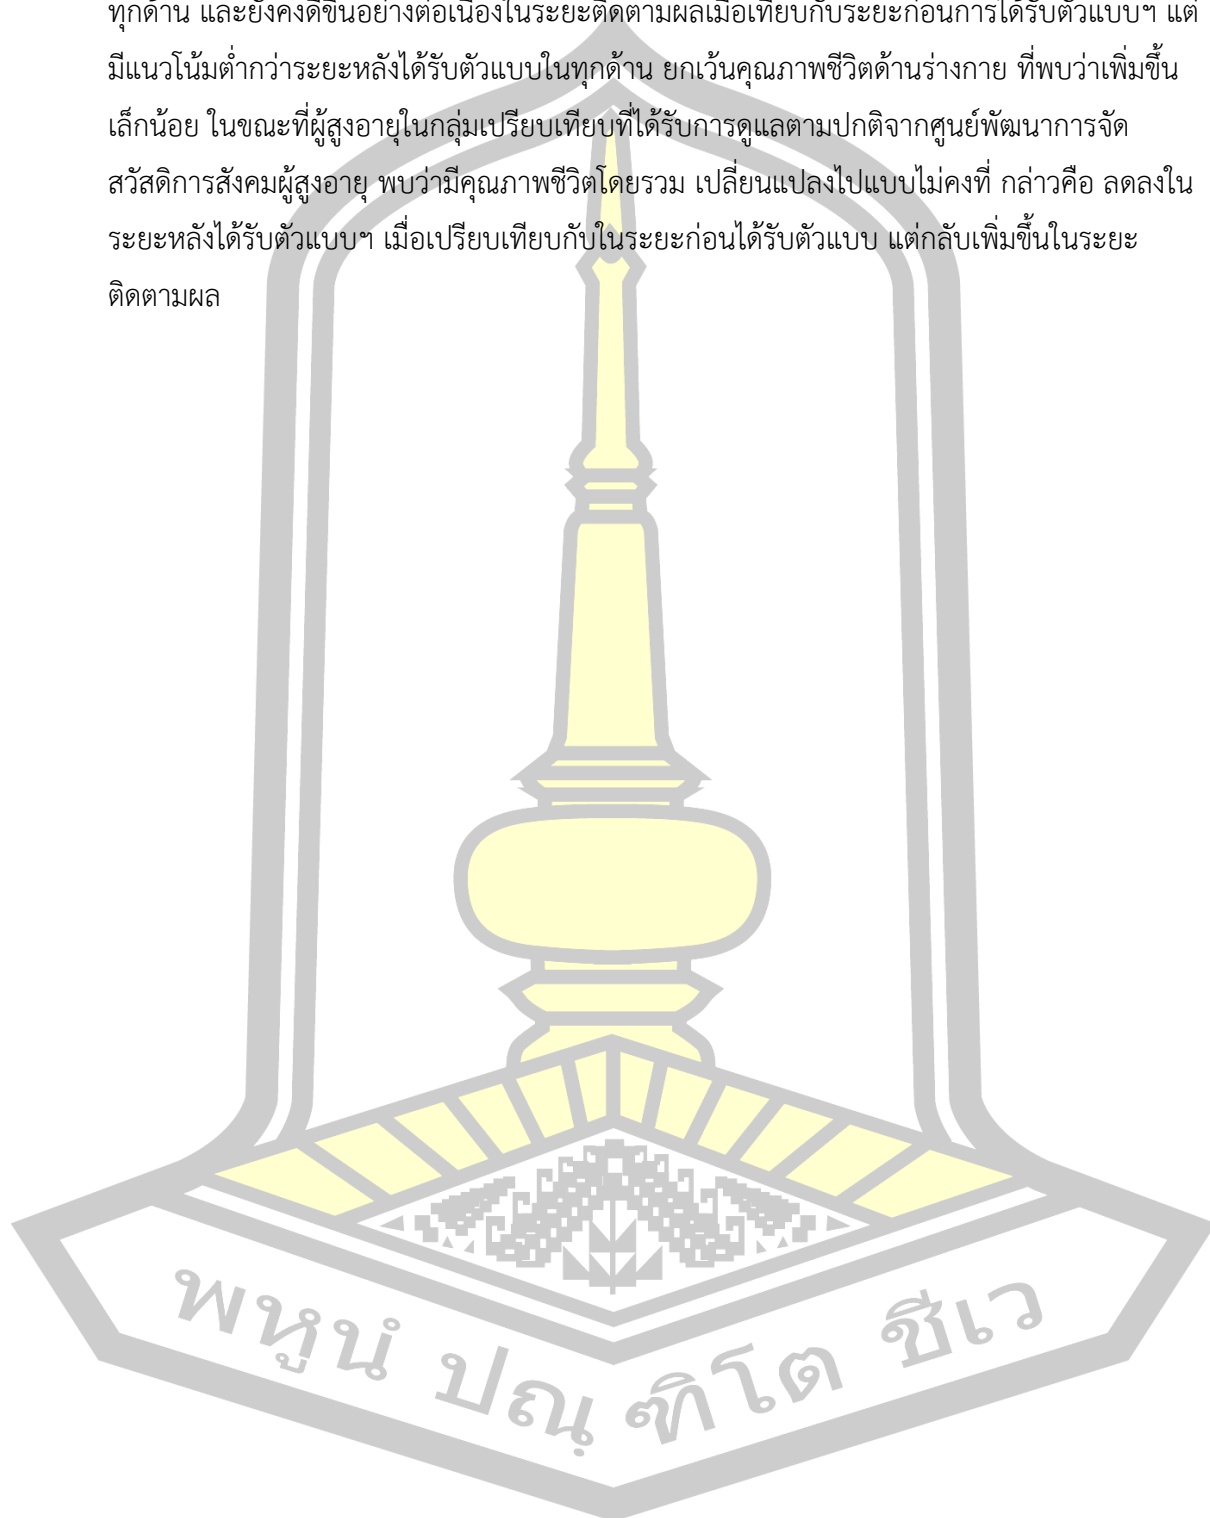 ทุกด้าน และยังคงดีขึ้นอย่างต่อเนื่องในระยะติดตามผลเมื่อเทียบกับระยะก่อนการได้รับตัวแบบฯ แต่
มีแนวโน้มต่ำกว่าระยะหลังได้รับตัวแบบในทุกด้าน ยกเว้นคุณภาพชีวิตด้านร่างกาย ที่พบว่าเพิ่มขึ้น
เล็กน้อย ในขณะที่ผู้สูงอายุในกลุ่มเปรียบเทียบที่ได้รับการดูแลตามปกติจากศูนย์พัฒนาการจัด
สวัสดิการสังคมผู้สูงอายุ พบว่ามีคุณภาพชีวิตโดยรวม เปลี่ยนแปลงไปแบบไม่คงที่ กล่าวคือ ลดลงใน
ระยะหลังได้รับตัวแบบฯ เมื่อเปรียบเทียบกับในระยะก่อนได้รับตัวแบบ แต่กลับเพิ่มขึ้นในระยะ
ติดตามผล
พหูนํ ปณฺ ฑิโต ชีเว